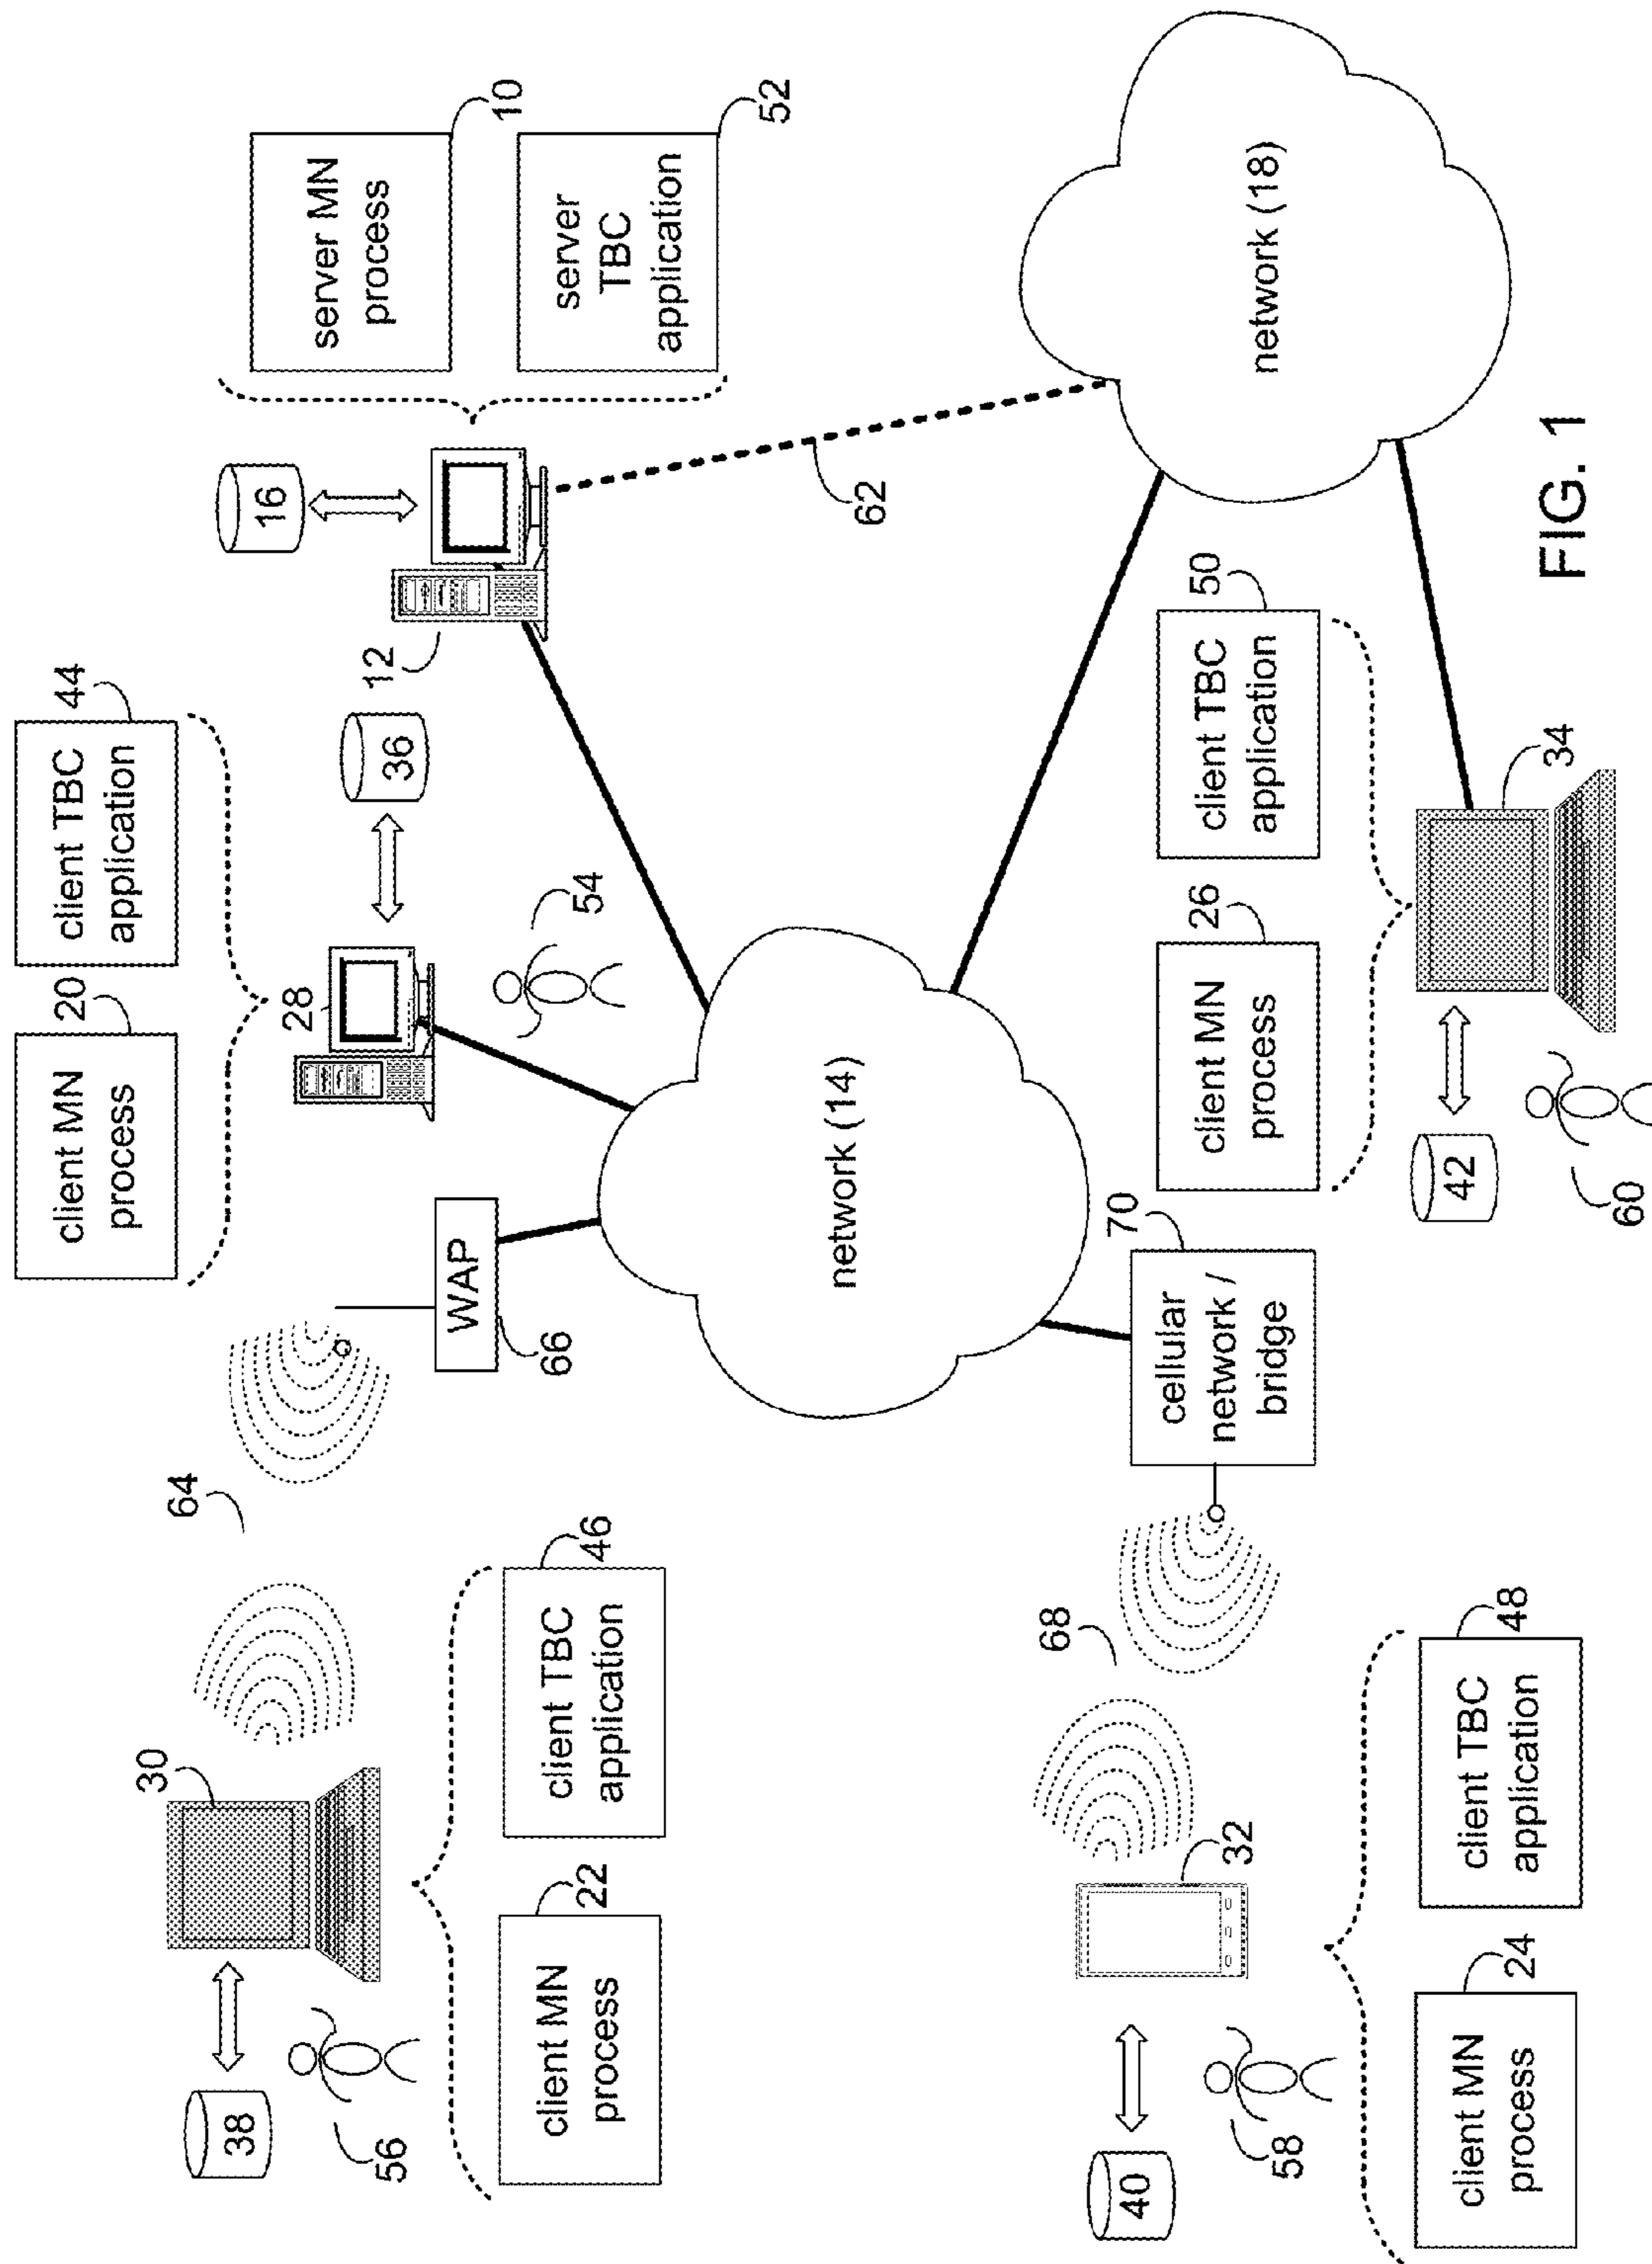 64
30
38
56
client MN
process
22
client TBC
application
46
client MN
process
20
client TBC
application
44
28
36
54
WAP
66
12
16
server MN
process
10
server
TBC
application
52
62
network (14)
network (18)
68
32
40
58
client MN
process
24
client TBC
application
48
cellular
network /
bridge
70
client MN
process
26
client TBC
application
50
34
42
60
FIG. 1